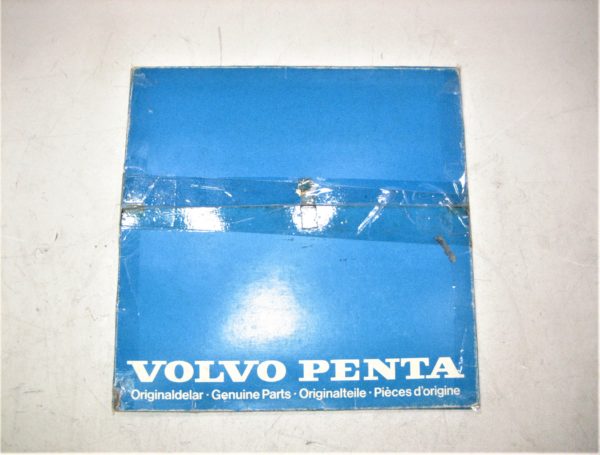 VOLVO PENTA
Originaldelar · Genuine Parts · Originalteile · Pièces d'origine